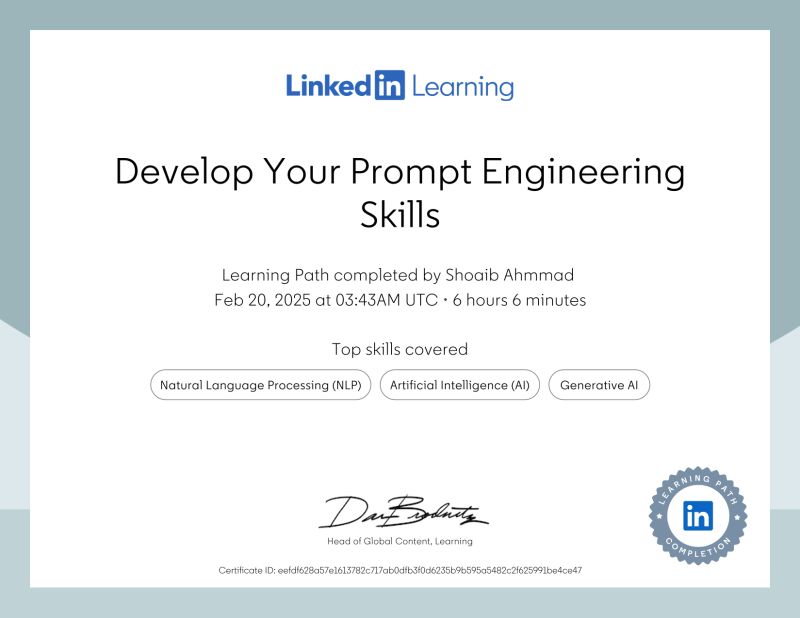 Linked in Learning
Develop Your Prompt Engineering
Skills
Learning Path completed by Shoaib Ahmmad
Feb 20, 2025 at 03:43AM UTC • 6 hours 6 minutes
Top skills covered
Natural Language Processing (NLP) Artificial Intelligence (AI) Generative AI
Head of Global Content, Learning
LEARNING PATH
in
COMPLETION
Certificate ID: eefdf628a57e1613782c717ab0dfb3f0d6235b9b595a5482c2f625991be4ce47